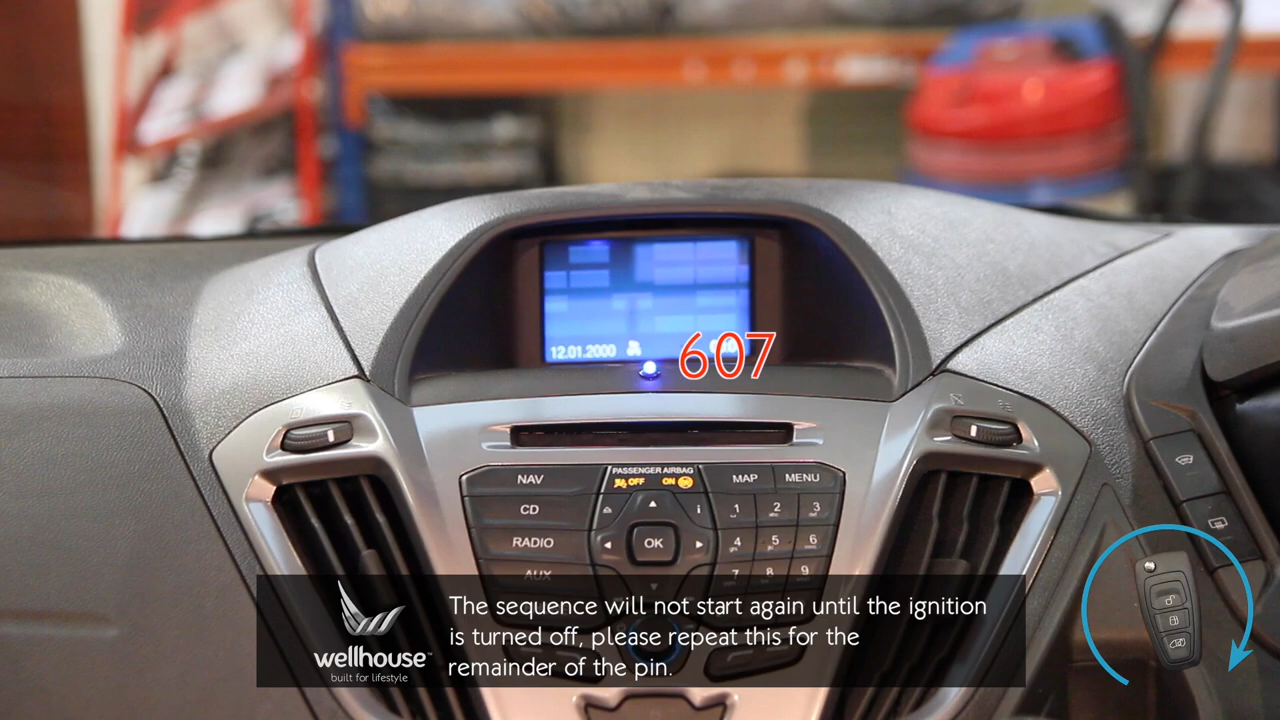 12.01.2000
607
NAV
CD
RADIO
AUX
PASSENGER AIRBAG
OFF ON
OK
i
MAP MENU
1 2 3
4 5 6
7 8 9
The sequence will not start again until the ignition
is turned off, please repeat this for the
remainder of the pin.
wellhouse™
built for lifestyle